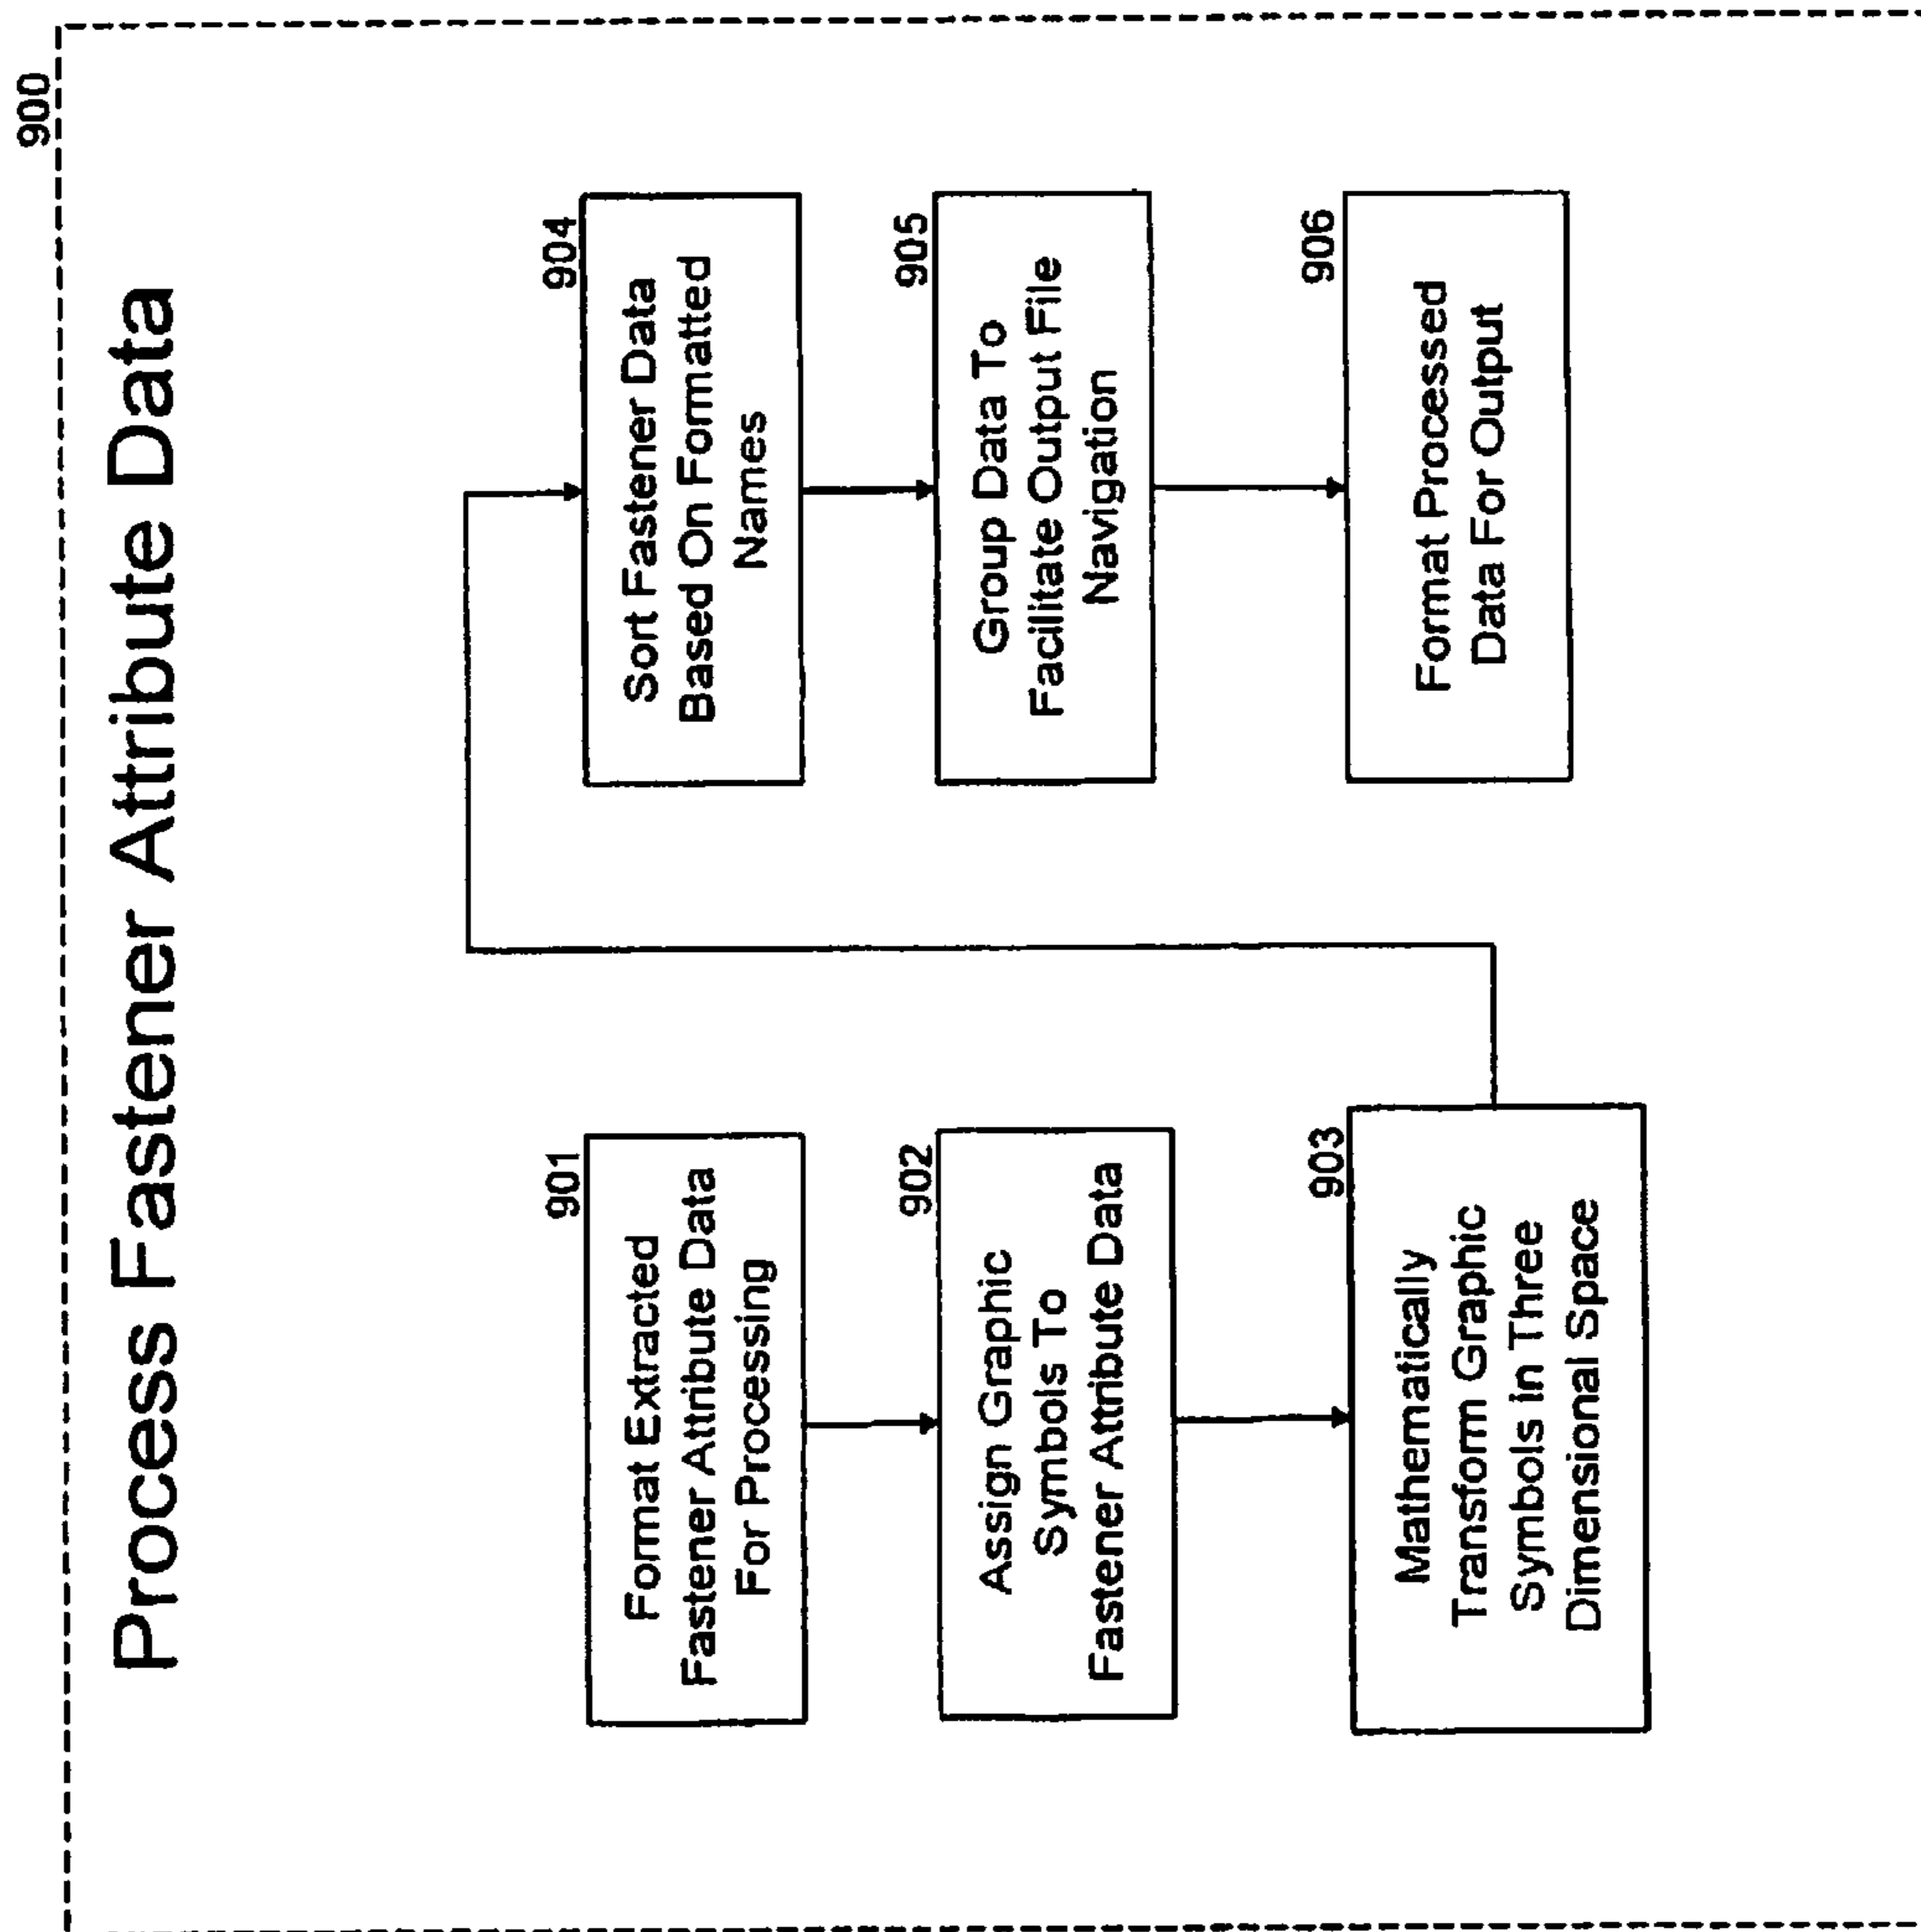 900
Process Fastener Attribute Data
901
Format Extracted
Fastener Attribute Data
For Processing
902
Assign Graphic
Symbols To
Fastener Attribute Data
903
Mathematically
Transform Graphic
Symbols in Three
Dimensional Space
904
Sort Fastener Data
Based On Formatted
Names
905
Group Data To
Facilitate Output File
Navigation
906
Format Processed
Data For Output